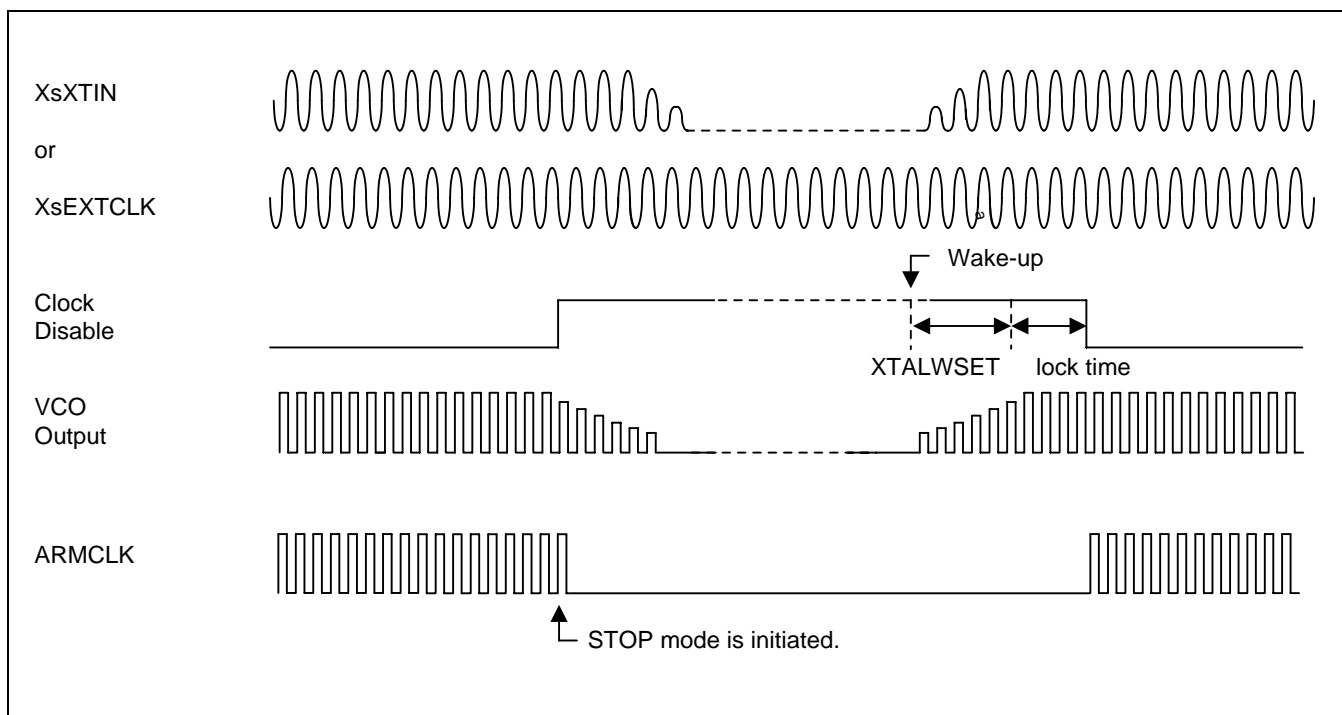 XsXTIN
or
XsEXTCLK
a
Wake-up
Clock
Disable
XTALWSET
lock time
VCO
Output
ARMCLK
STOP mode is initiated.